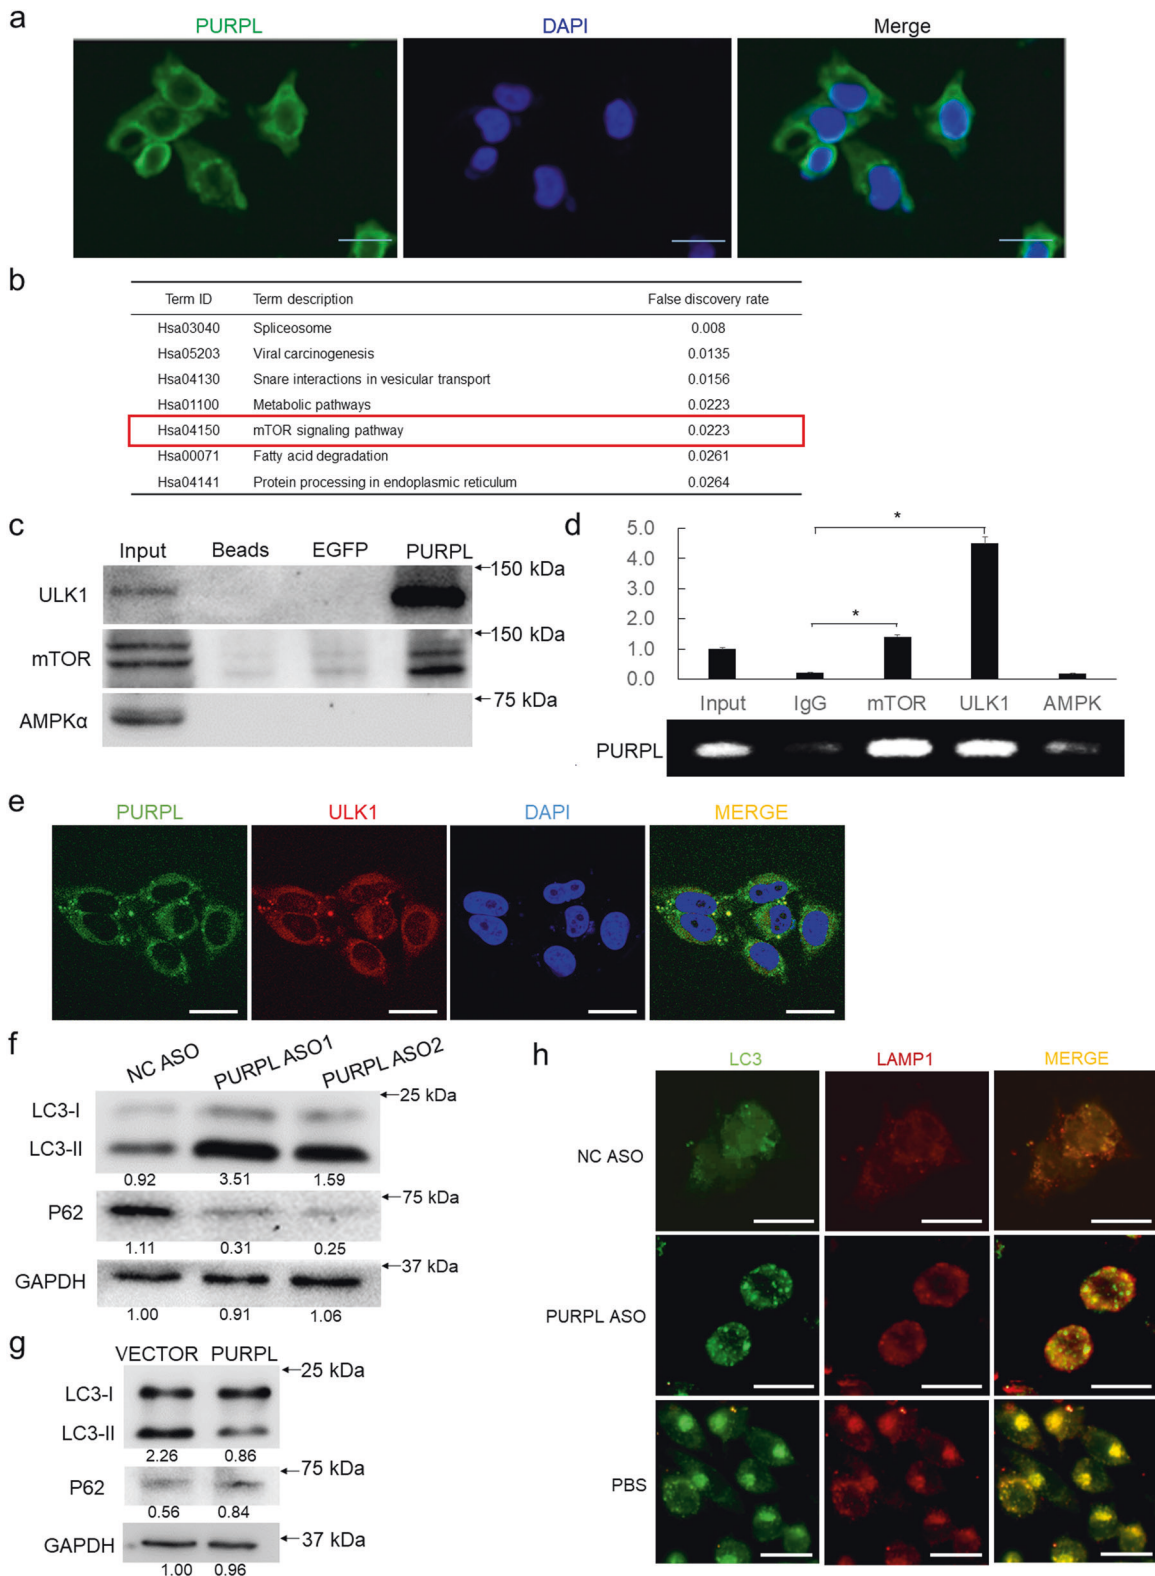 a
PURPL DAPI Merge
b
Term ID Term description False discovery rate
Hsa03040 Spliceosome 0.008
Hsa05203 Viral carcinogenesis 0.0135
Hsa04130 Snare interactions in vesicular transport 0.0156
Hsa01100 Metabolic pathways 0.0223
Hsa04150 mTOR signaling pathway 0.0223
Hsa00071 Fatty acid degradation 0.0261
Hsa04141 Protein processing in endoplasmic reticulum 0.0264
c
Input Beads EGFP PURPL
←150 kDa
ULK1
←150 kDa
mTOR
←75 kDa
AMPKα
d
5.0
4.0
3.0
2.0
1.0
0.0
*
*
Input IgG mTOR ULK1 AMPK
PURPL
e
PURPL ULK1 DAPI MERGE
f
NC ASO PURPL ASO1 PURPL ASO2
←25 kDa
LC3-I
LC3-II
0.92 3.51 1.59
←75 kDa
P62
1.11 0.31 0.25
←37 kDa
GAPDH
1.00 0.91 1.06
g
VECTOR PURPL
←25 kDa
LC3-I
LC3-II
2.26 0.86
←75 kDa
P62
0.56 0.84
←37 kDa
GAPDH
1.00 0.96
h
LC3 LAMP1 MERGE
NC ASO
PURPL ASO
PBS